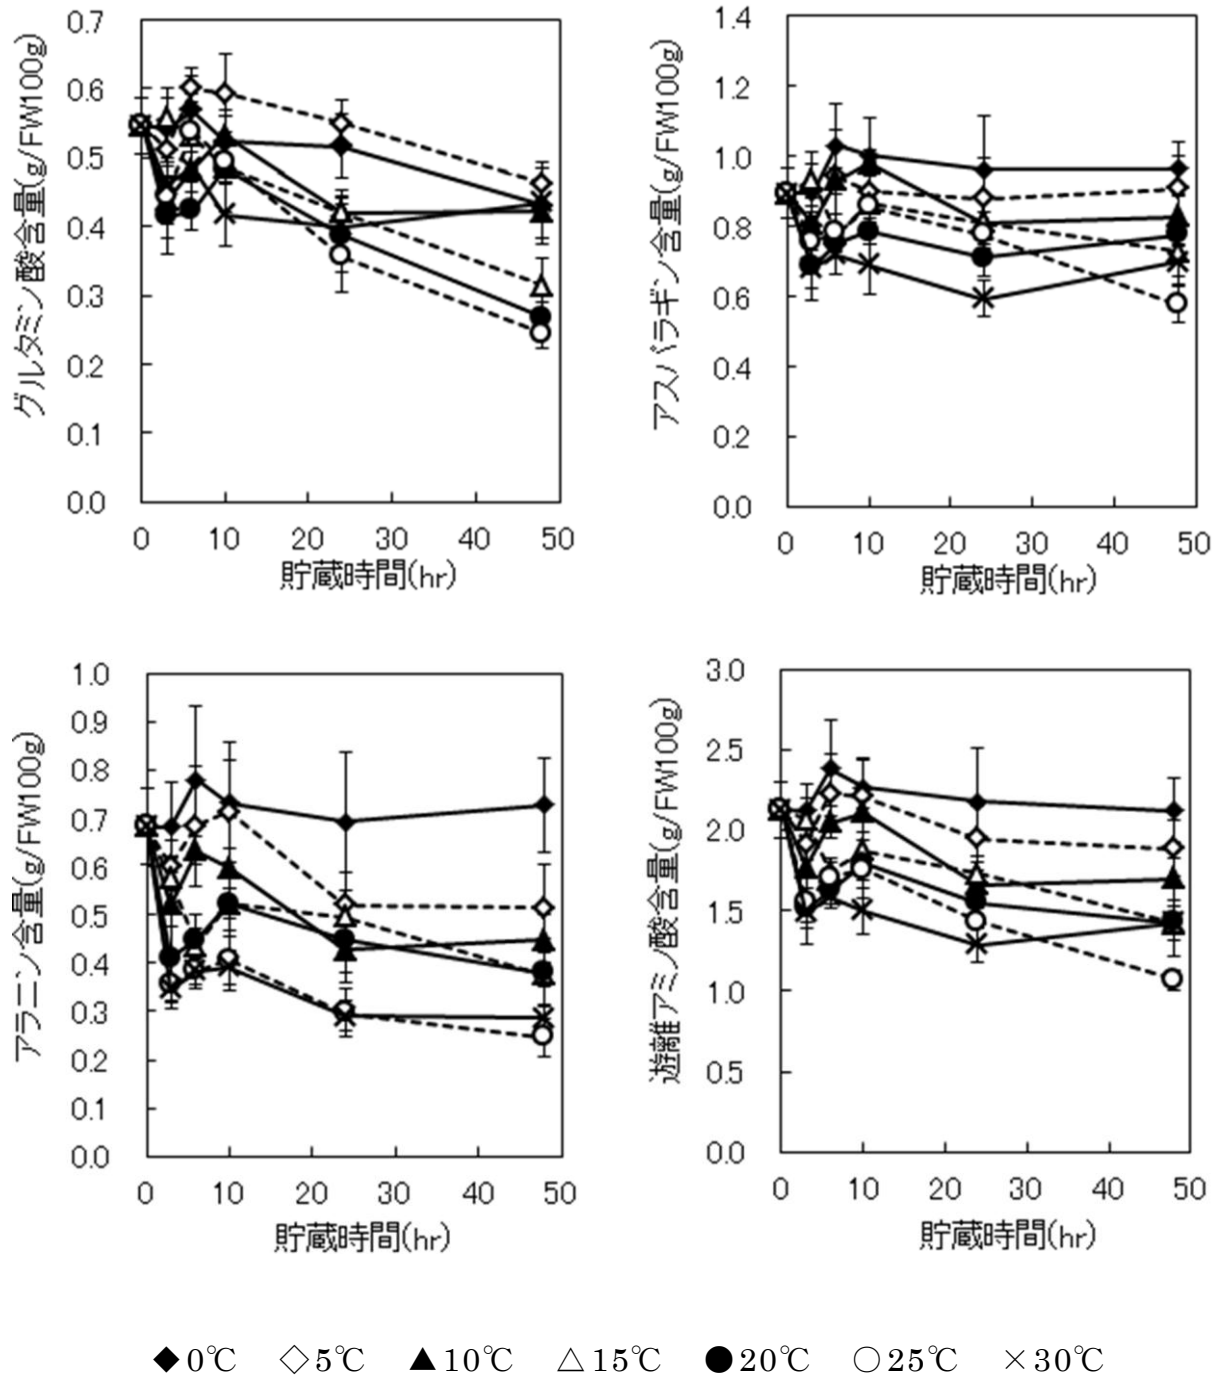 0.7
0.6
0.5
0.4
0.3
0.2
0.1
0.0
グルタミン酸含量(g/FW100g)
0 10 20 30 40 50
貯蔵時間(hr)
1.4
1.2
1.0
0.8
0.6
0.4
0.2
0.0
アスパラギン含量(g/FW100g)
0 10 20 30 40 50
貯蔵時間(hr)
1.0
0.9
0.8
0.7
0.6
0.5
0.4
0.3
0.2
0.1
0.0
アラニン含量(g/FW100g)
0 10 20 30 40 50
貯蔵時間(hr)
3.0
2.5
2.0
1.5
1.0
0.5
0.0
遊離アミノ酸含量(g/FW100g)
0 10 20 30 40 50
貯蔵時間(hr)
◆0℃ ◇5℃ ▲10℃ △15℃ ●20℃ ○25℃ ×30℃